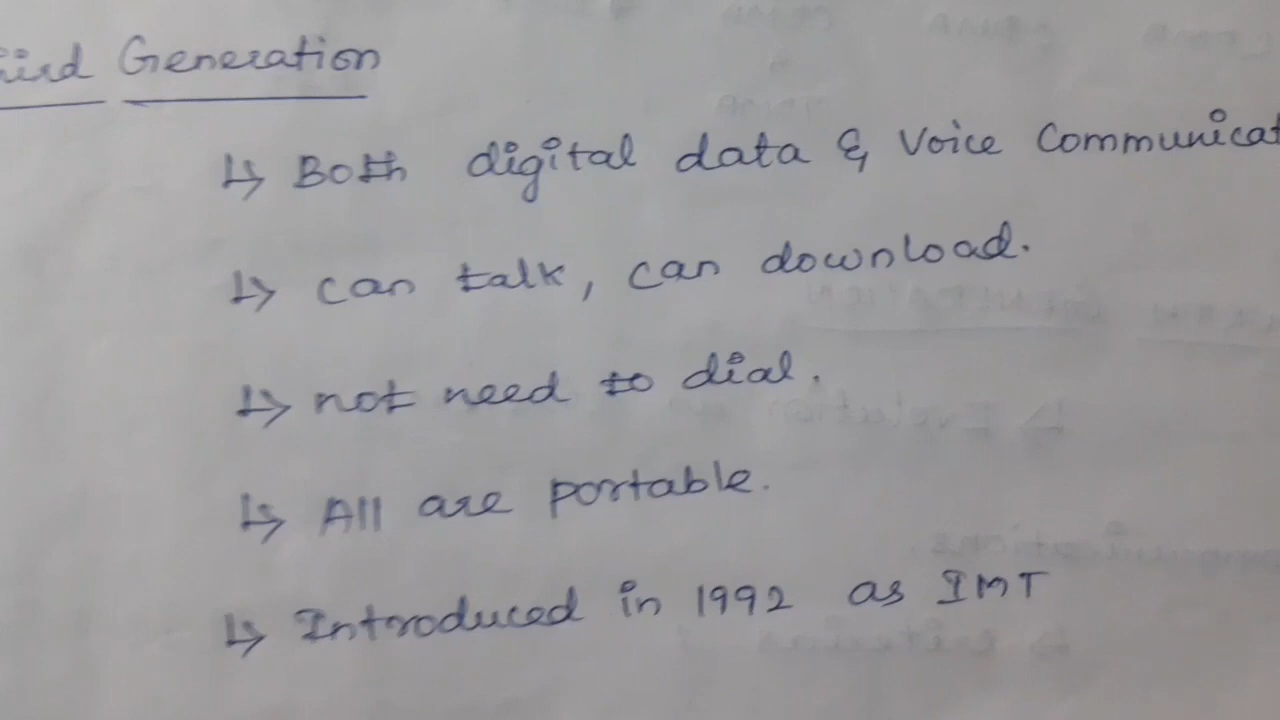 Generation
↳ Both digital data & Voice Communicat
↳ can talk, can download.
↳ not need to dial.
↳ All are portable.
↳ Introduced in 1992 as IMT